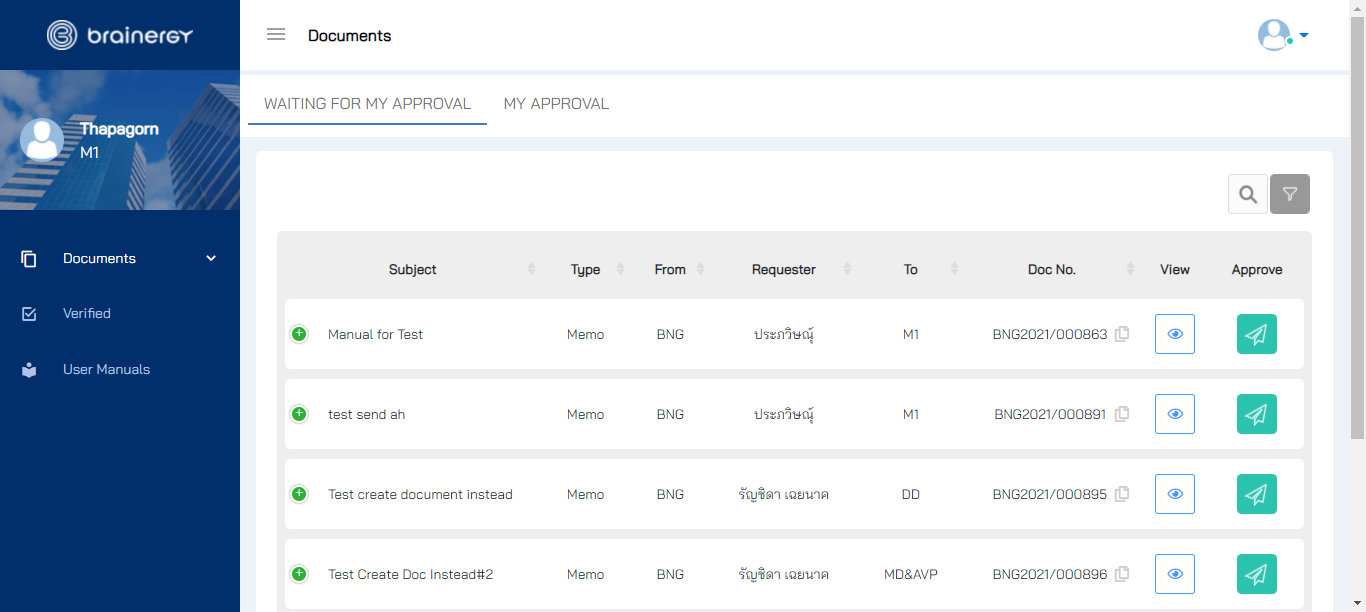 brainergy
Documents
Thapagorn
M1
Documents
Verified
User Manuals
WAITING FOR MY APPROVAL MY APPROVAL
Subject Type From Requester To Doc No. View Approve
Manual for Test Memo BNG ประภวิษณุ์ M1 BNG2021/000863
test send ah Memo BNG ประภวิษณุ์ M1 BNG2021/000891
Test create document instead Memo BNG รัญชิดา เฉยนาค DD BNG2021/000895
Test Create Doc Instead#2 Memo BNG รัญชิดา เฉยนาค MD&AVP BNG2021/000896